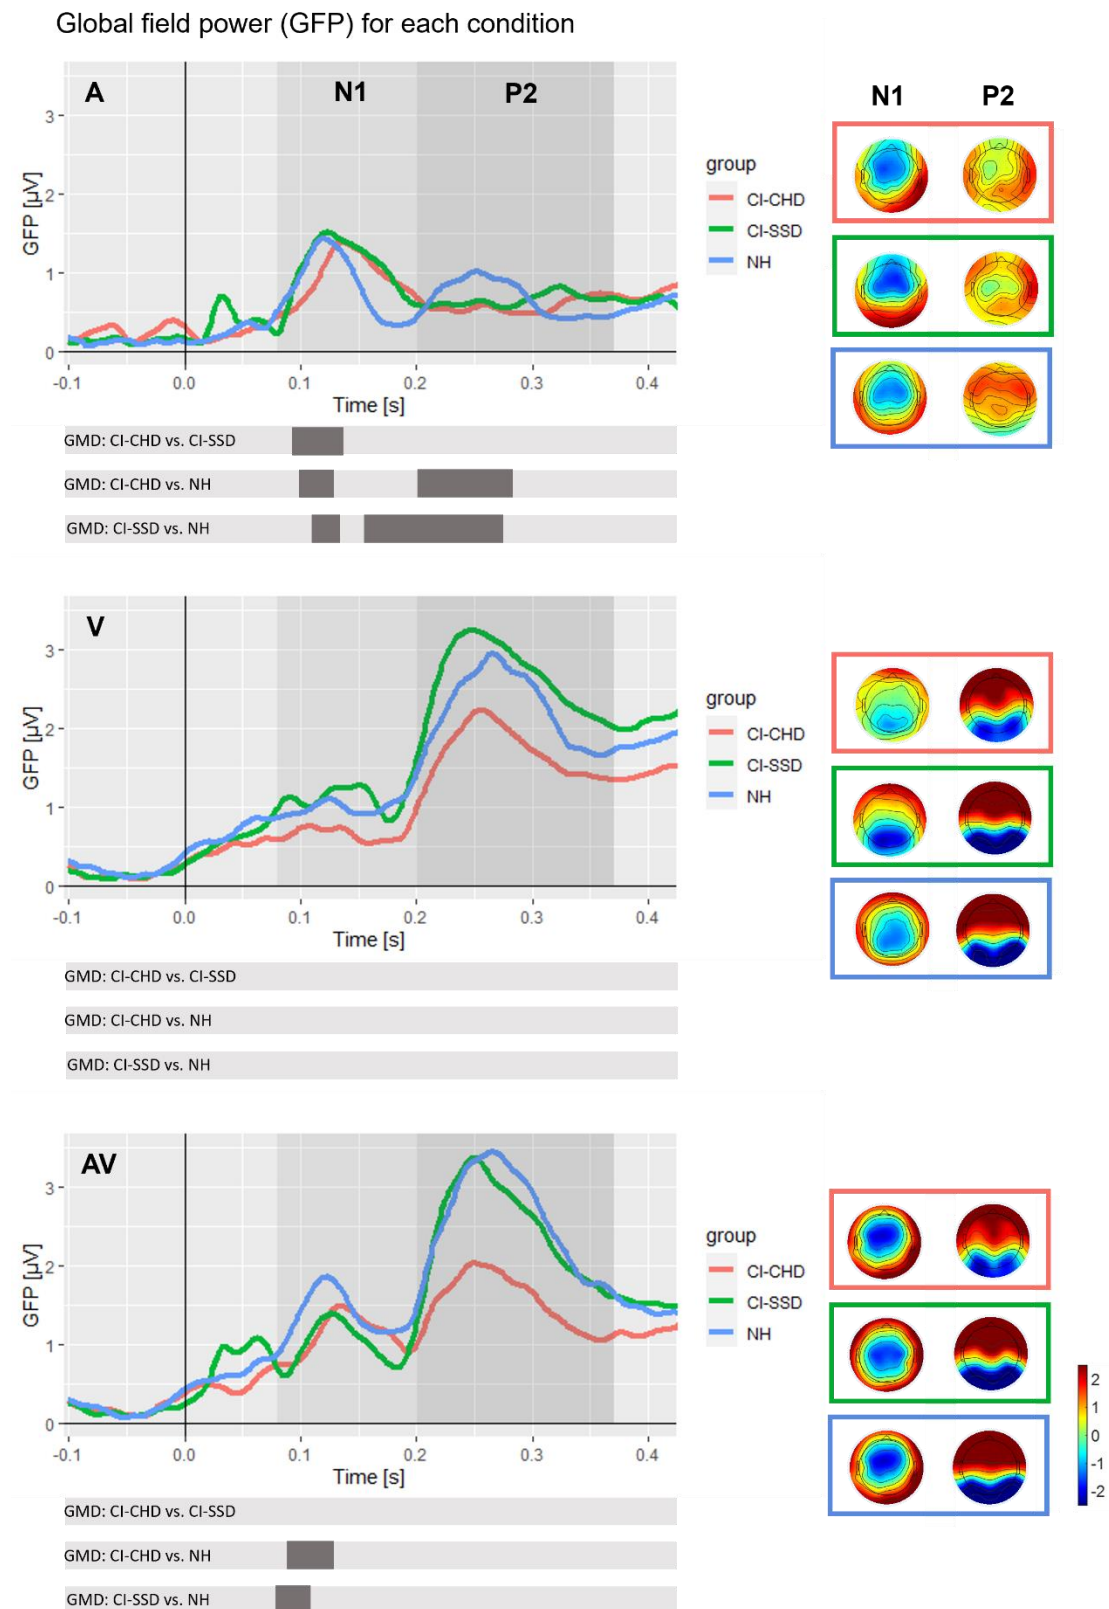 Global field power (GFP) for each condition
A
N1
P2
GFP [µV]
3
2
1
0
-0.1
0.0
0.1
0.2
0.3
0.4
Time [s]
group
CI-CHD
CI-SSD
NH
N1
P2
GMD: CI-CHD vs. CI-SSD
GMD: CI-CHD vs. NH
GMD: CI-SSD vs. NH
V
GFP [µV]
3
2
1
0
-0.1
0.0
0.1
0.2
0.3
0.4
Time [s]
group
CI-CHD
CI-SSD
NH
GMD: CI-CHD vs. CI-SSD
GMD: CI-CHD vs. NH
GMD: CI-SSD vs. NH
AV
GFP [µV]
3
2
1
0
-0.1
0.0
0.1
0.2
0.3
0.4
Time [s]
group
CI-CHD
CI-SSD
NH
2
1
0
-1
-2
GMD: CI-CHD vs. CI-SSD
GMD: CI-CHD vs. NH
GMD: CI-SSD vs. NH